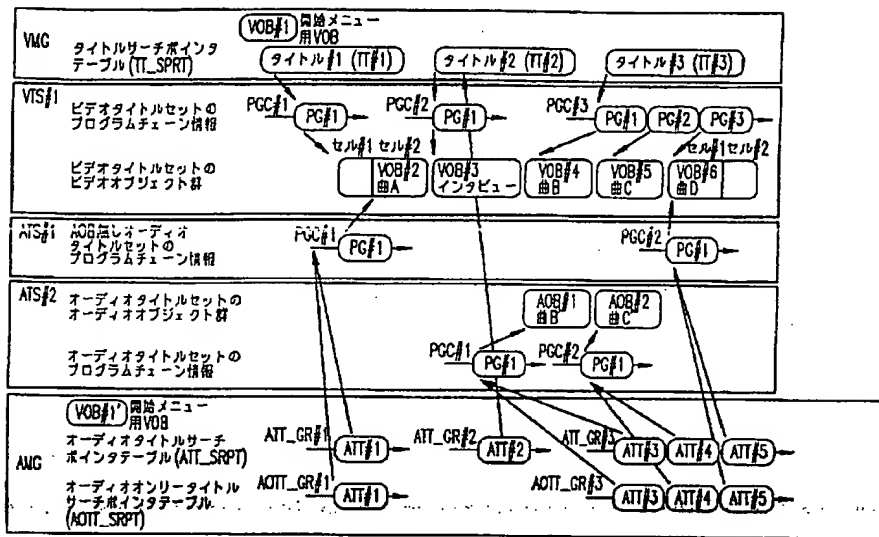 VMG
VOB#1 開始メニュー
用VOB
タイトルサーチポインタ
テーブル(TT_SPRT)
タイトル#1 (TT#1)
タイトル#2 (TT#2)
タイトル#3 (TT#3)
VTS#1
ビデオタイトルセットの
プログラムチェーン情報
PGC#1
PG#1
PGC#2
PG#1
PGC#3
PG#1
PG#2
PG#3
セル#1 セル#2
セル#1 セル#2
ビデオタイトルセットの
ビデオオブジェクト群
VOB#2
曲A
VOB#3
インタビュー
VOB#4
曲B
VOB#5
曲C
VOB#6
曲D
ATS#1
AOB無しオーディオ
タイトルセットの
プログラムチェーン情報
PGC#1
PG#1
PGC#2
PG#1
ATS#2
オーディオタイトルセットの
オーディオオブジェクト群
AOB#1
曲B
AOB#2
曲C
オーディオタイトルセットの
プログラムチェーン情報
PGC#1
PG#1
PGC#2
PG#1
AMG
VOB#1' 開始メニュー
用VOB
オーディオタイトルサーチ
ポインタテーブル(ATT_SRPT)
ATT_GR#1
ATT#1
ATT_GR#2
ATT#2
ATT_GR#3
ATT#3
ATT#4
ATT#5
オーディオオンリータイトル
サーチポインタテーブル
(AOTT_SRPT)
AOTT_GR#1
ATT#1
AOTT_GR#3
ATT#3
ATT#4
ATT#5